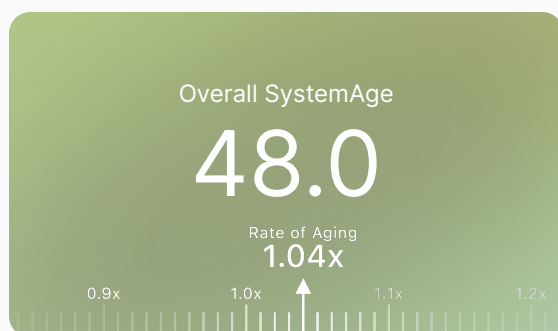 Overall SystemAge
48.0
Rate of Aging
1.04x
0.9x 1.0x 1.1x 1.2x